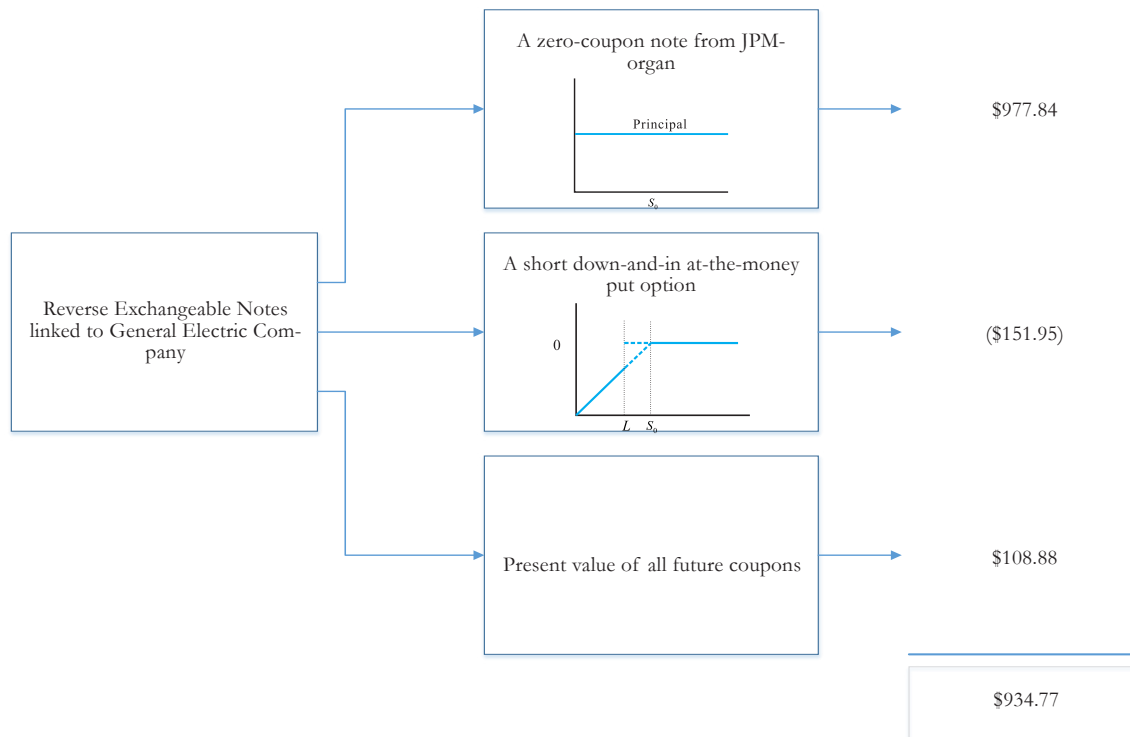 A zero-coupon note from JPM-
organ
Principal
S₀
$977.84
Reverse Exchangeable Notes
linked to General Electric Com-
pany
A short down-and-in at-the-money
put option
0
L S₀
($151.95)
Present value of all future coupons
$108.88
$934.77